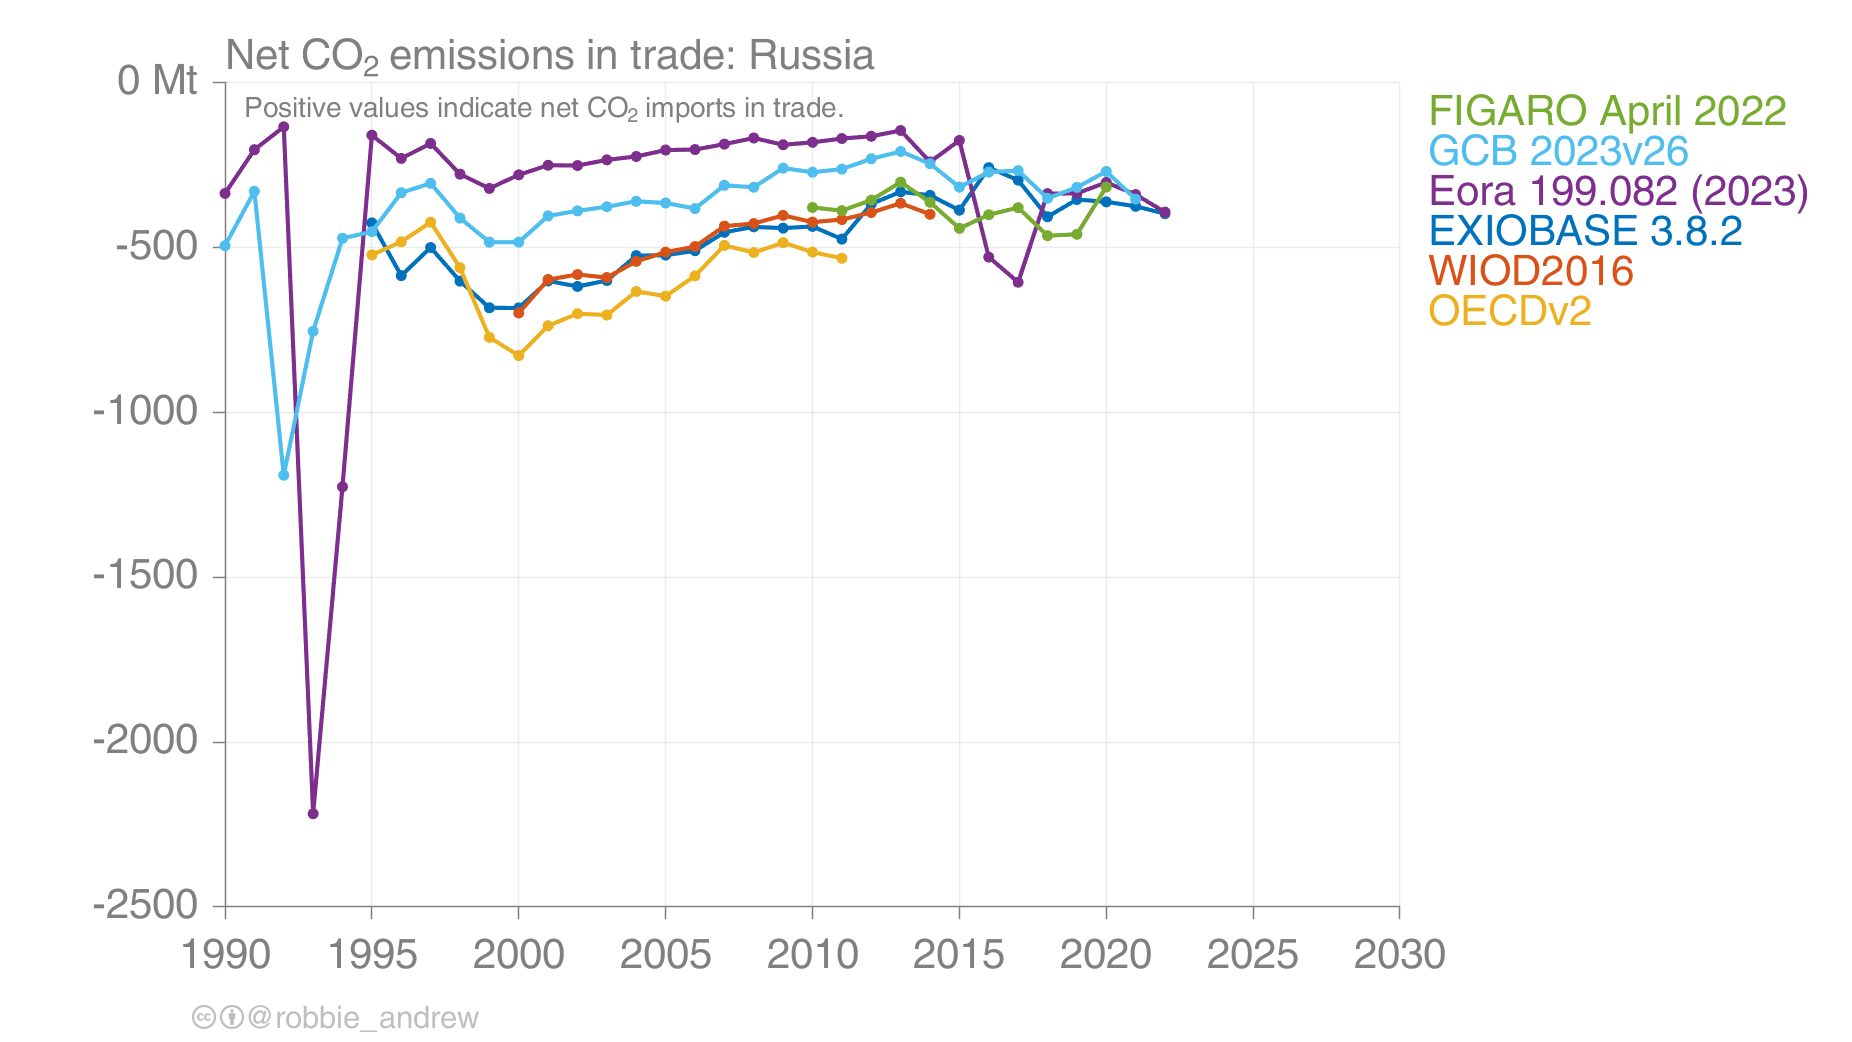 Net CO₂ emissions in trade: Russia
0 Mt
Positive values indicate net CO₂ imports in trade.
FIGARO April 2022
GCB 2023v26
Eora 199.082 (2023)
EXIOBASE 3.8.2
WIOD2016
OECDv2
-500
-1000
-1500
-2000
-2500
1990 1995 2000 2005 2010 2015 2020 2025 2030
cc @robbie_andrew